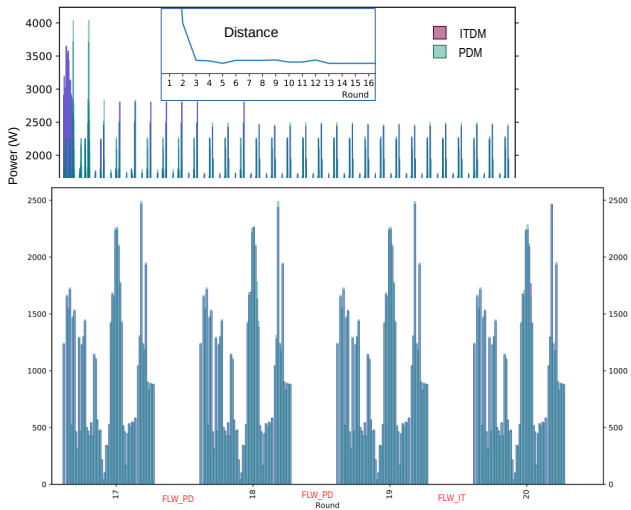 4000
3500
3000
2500
2000
Power (W)
Distance
1 2 3 4 5 6 7 8 9 10 11 12 13 14 15 16
Round
ITDM
PDM
2500
2000
1500
1000
500
0
2500
2000
1500
1000
500
0
17 18 19 20
FLW_PD FLW_PD FLW_IT
Round